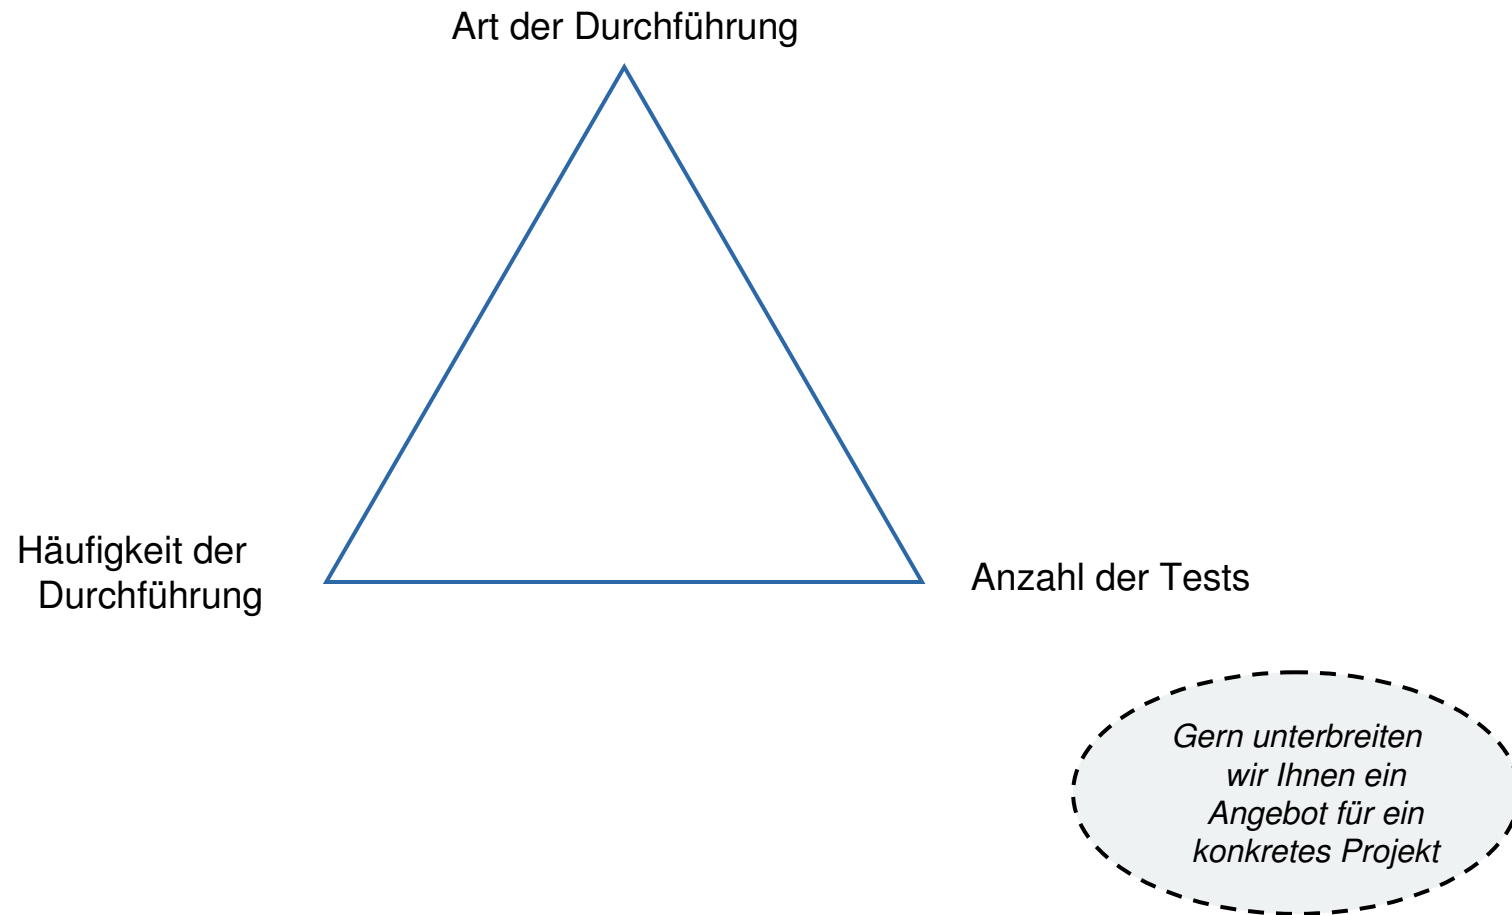 Art der Durchführung
Häufigkeit der
Durchführung
Anzahl der Tests
Gern unterbreiten
wir Ihnen ein
Angebot für ein
konkretes Projekt